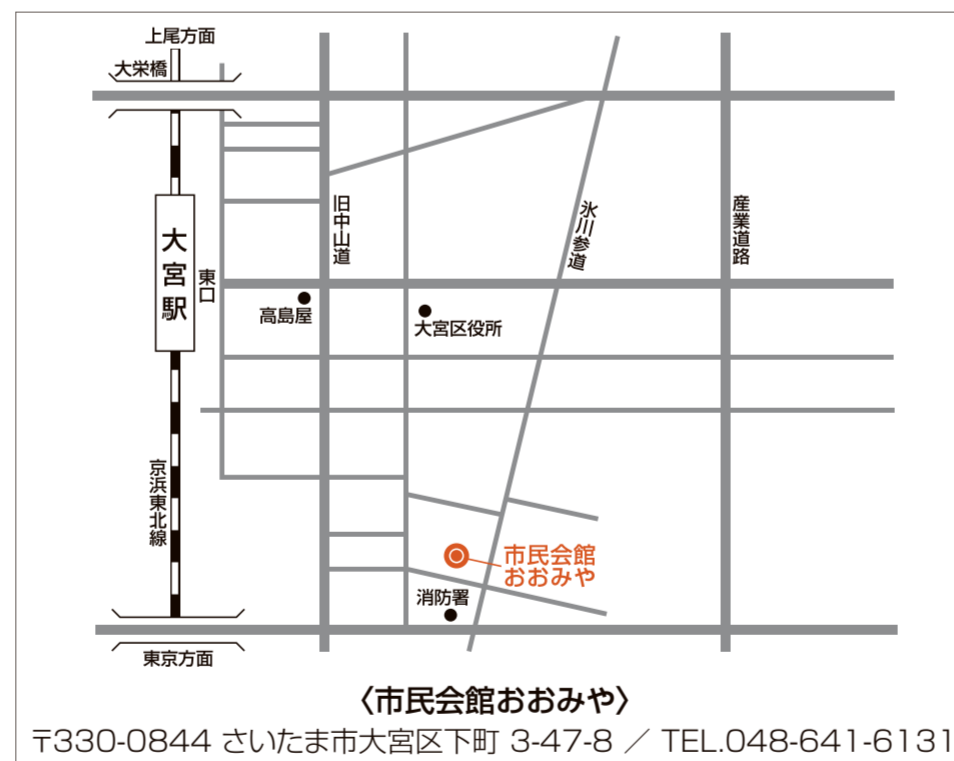 上尾方面
大栄橋
旧中山道
氷川参道
産業道路
大宮駅
東口
高島屋
大宮区役所
京浜東北線
市民会館
おおみや
消防署
東京方面
〈市民会館おおみや〉
〒330-0844 さいたま市大宮区下町 3-47-8 ／ TEL.048-641-6131